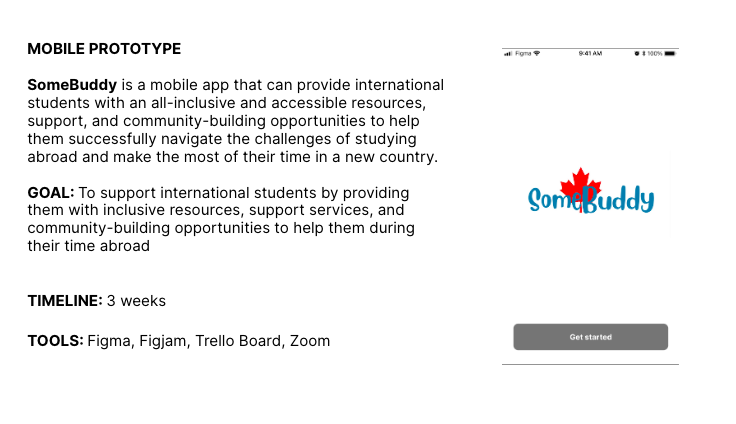 MOBILE PROTOTYPE
SomeBuddy is a mobile app that can provide international
students with an all-inclusive and accessible resources,
support, and community-building opportunities to help
them successfully navigate the challenges of studying
abroad and make the most of their time in a new country.
GOAL: To support international students by providing
them with inclusive resources, support services, and
community-building opportunities to help them during
their time abroad
TIMELINE: 3 weeks
TOOLS: Figma, Figjam, Trello Board, Zoom
Figma 9:41 AM 100%
SomeBuddy
Get started